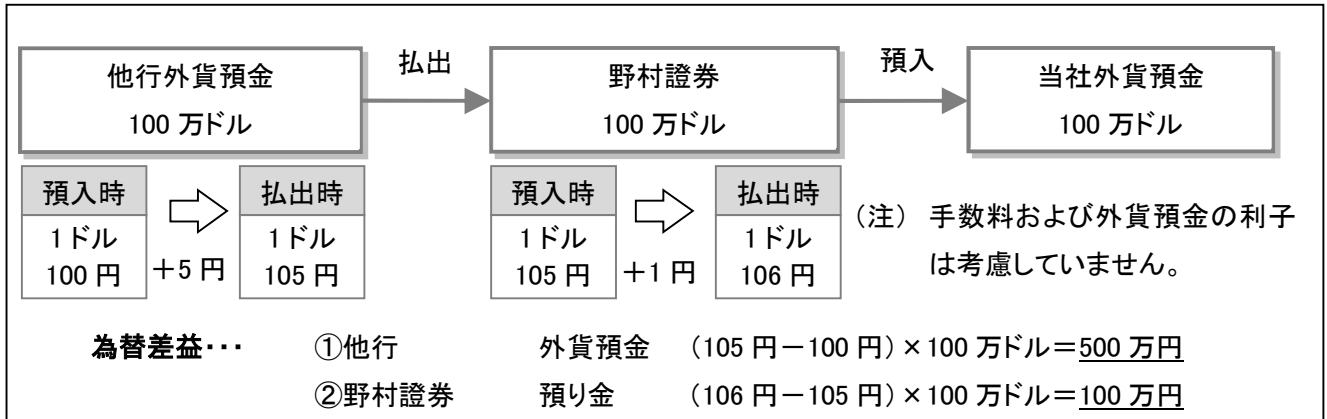 他行外貨預金
100 万ドル
払出
野村證券
100 万ドル
預入
当社外貨預金
100 万ドル
預入時
1ドル
100 円
+5 円
払出時
1ドル
105 円
預入時
1ドル
105 円
+1 円
払出時
1ドル
106 円
(注) 手数料および外貨預金の利子
は考慮していません。
為替差益・・・ ①他行 外貨預金 (105 円-100 円)×100 万ドル=500 万円
②野村證券 預り金 (106 円-105 円)×100 万ドル=100 万円